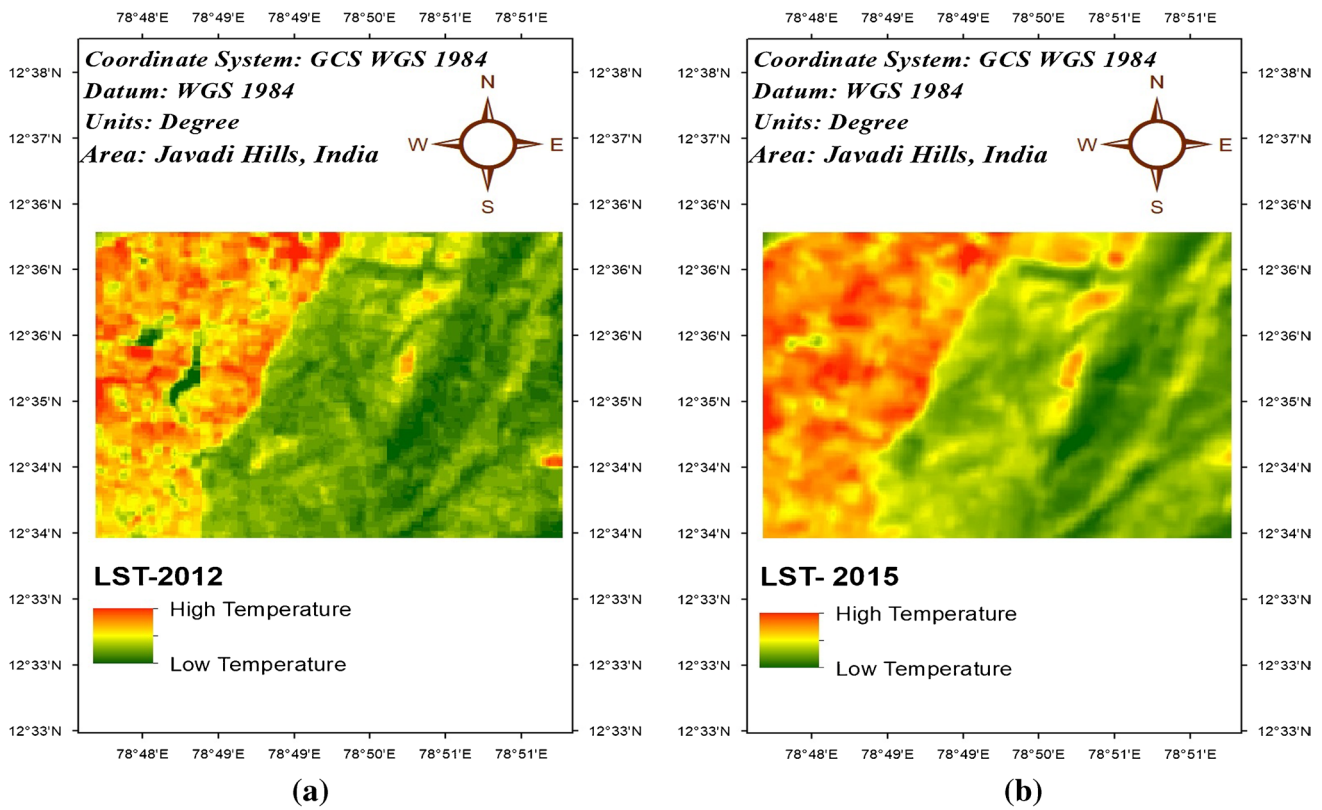 78°48'E 78°49'E 78°49'E 78°50'E 78°51'E 78°51'E
Coordinate System: GCS WGS 1984
Datum: WGS 1984
Units: Degree
Area: Javadi Hills, India
N
W E
S
12°38'N 12°38'N
12°37'N 12°37'N
12°36'N 12°36'N
12°36'N 12°36'N
12°36'N 12°36'N
12°35'N 12°35'N
12°34'N 12°34'N
12°34'N 12°34'N
12°33'N 12°33'N
12°33'N 12°33'N
12°33'N 12°33'N
LST-2012
High Temperature
Low Temperature
78°48'E 78°49'E 78°49'E 78°50'E 78°51'E 78°51'E
(a)
78°48'E 78°49'E 78°49'E 78°50'E 78°51'E 78°51'E
Coordinate System: GCS WGS 1984
Datum: WGS 1984
Units: Degree
Area: Javadi Hills, India
N
W E
S
12°38'N 12°38'N
12°37'N 12°37'N
12°36'N 12°36'N
12°36'N 12°36'N
12°36'N 12°36'N
12°35'N 12°35'N
12°34'N 12°34'N
12°34'N 12°34'N
12°33'N 12°33'N
12°33'N 12°33'N
12°33'N 12°33'N
LST- 2015
High Temperature
Low Temperature
78°48'E 78°49'E 78°49'E 78°50'E 78°51'E 78°51'E
(b)